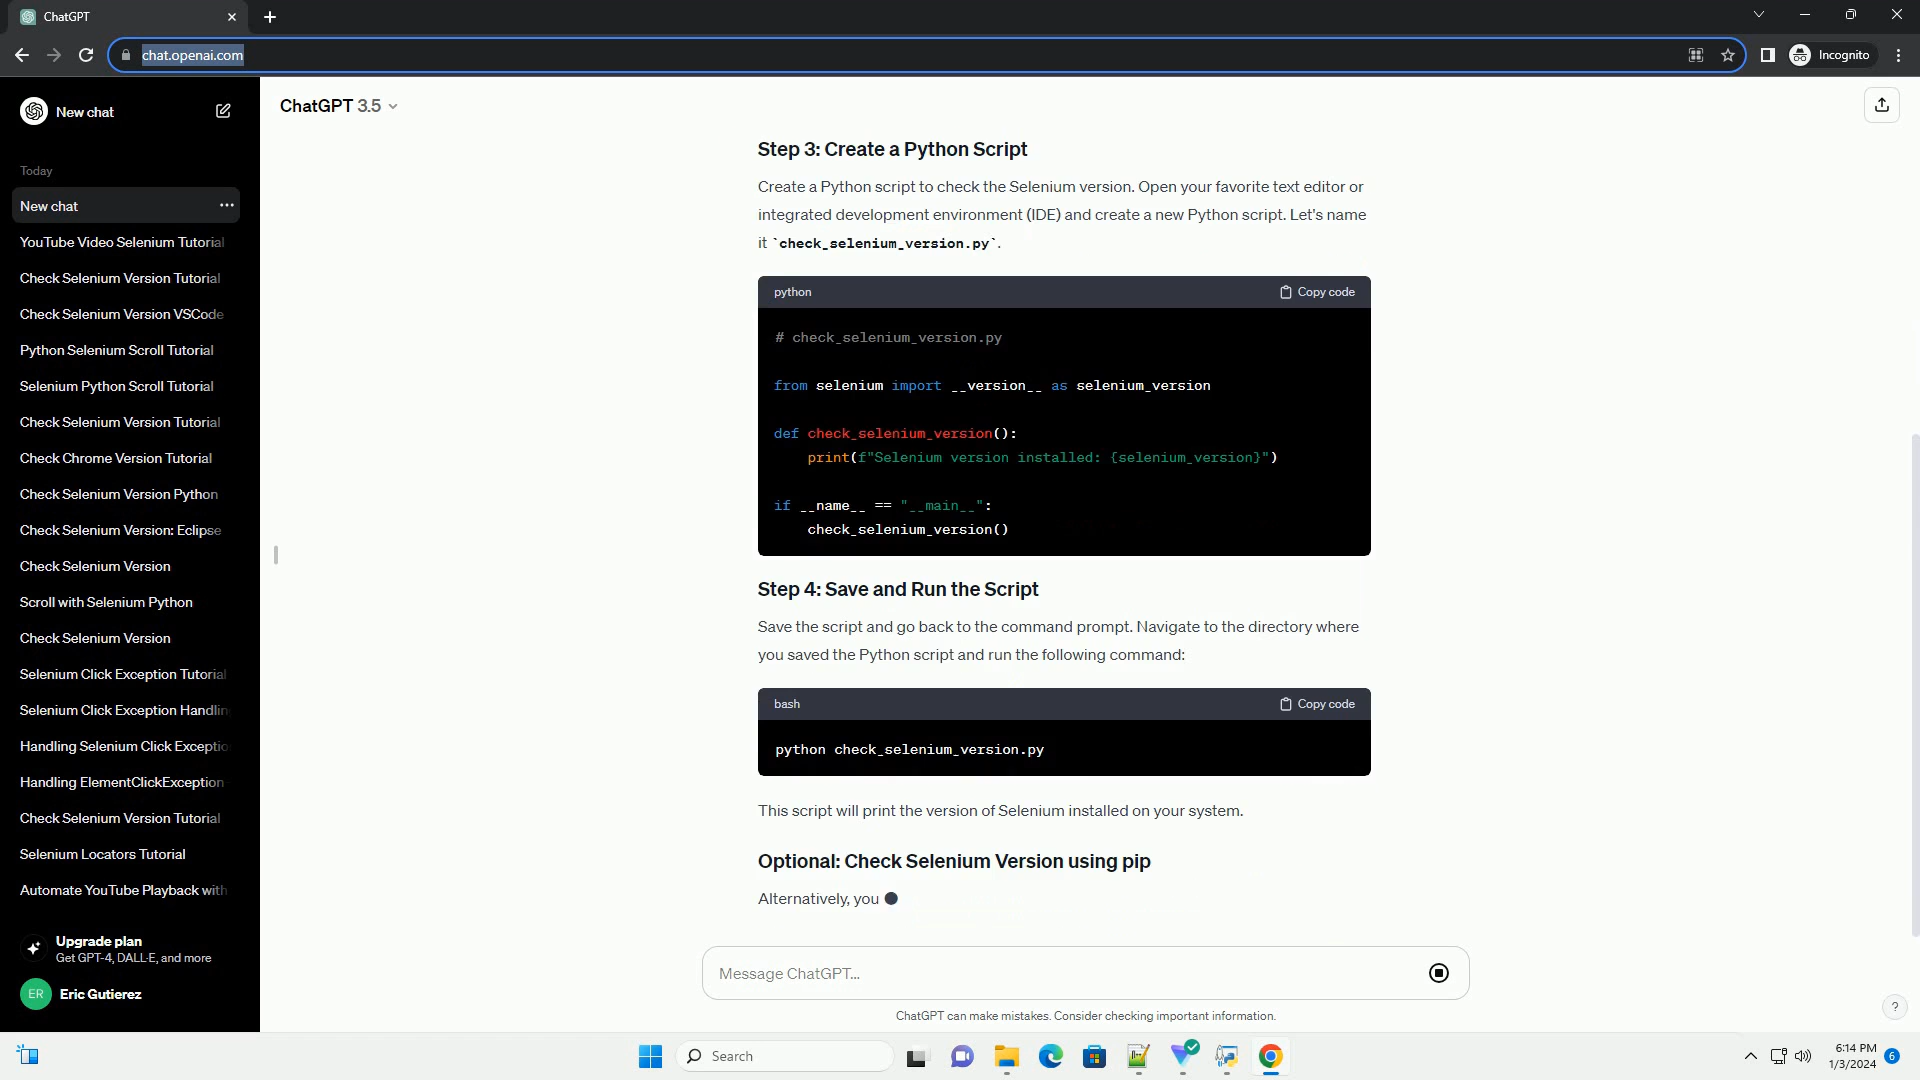 ChatGPT
chat.openai.com
Incognito
New chat
Today
New chat
YouTube Video Selenium Tutorial
Check Selenium Version Tutorial
Check Selenium Version VSCode
Python Selenium Scroll Tutorial
Selenium Python Scroll Tutorial
Check Selenium Version Tutorial
Check Chrome Version Tutorial
Check Selenium Version Python
Check Selenium Version: Eclipse
Check Selenium Version
Scroll with Selenium Python
Check Selenium Version
Selenium Click Exception Tutorial
Selenium Click Exception Handlin
Handling Selenium Click Exceptio
Handling ElementClickException
Check Selenium Version Tutorial
Selenium Locators Tutorial
Automate YouTube Playback with
Upgrade plan
Get GPT-4, DALL·E, and more
ER
Eric Gutierez
ChatGPT 3.5
Step 3: Create a Python Script
Create a Python script to check the Selenium version. Open your favorite text editor or
integrated development environment (IDE) and create a new Python script. Let's name
it `check_selenium_version.py`.
python
Copy code
# check_selenium_version.py
from selenium import __version__ as selenium_version
def check_selenium_version():
print(f"Selenium version installed: {selenium_version}")
if __name__ == "__main__":
check_selenium_version()
Step 4: Save and Run the Script
Save the script and go back to the command prompt. Navigate to the directory where
you saved the Python script and run the following command:
bash
Copy code
python check_selenium_version.py
This script will print the version of Selenium installed on your system.
Optional: Check Selenium Version using pip
Alternatively, you
Message ChatGPT...
ChatGPT can make mistakes. Consider checking important information.
?
Search
6:14 PM
1/3/2024
6